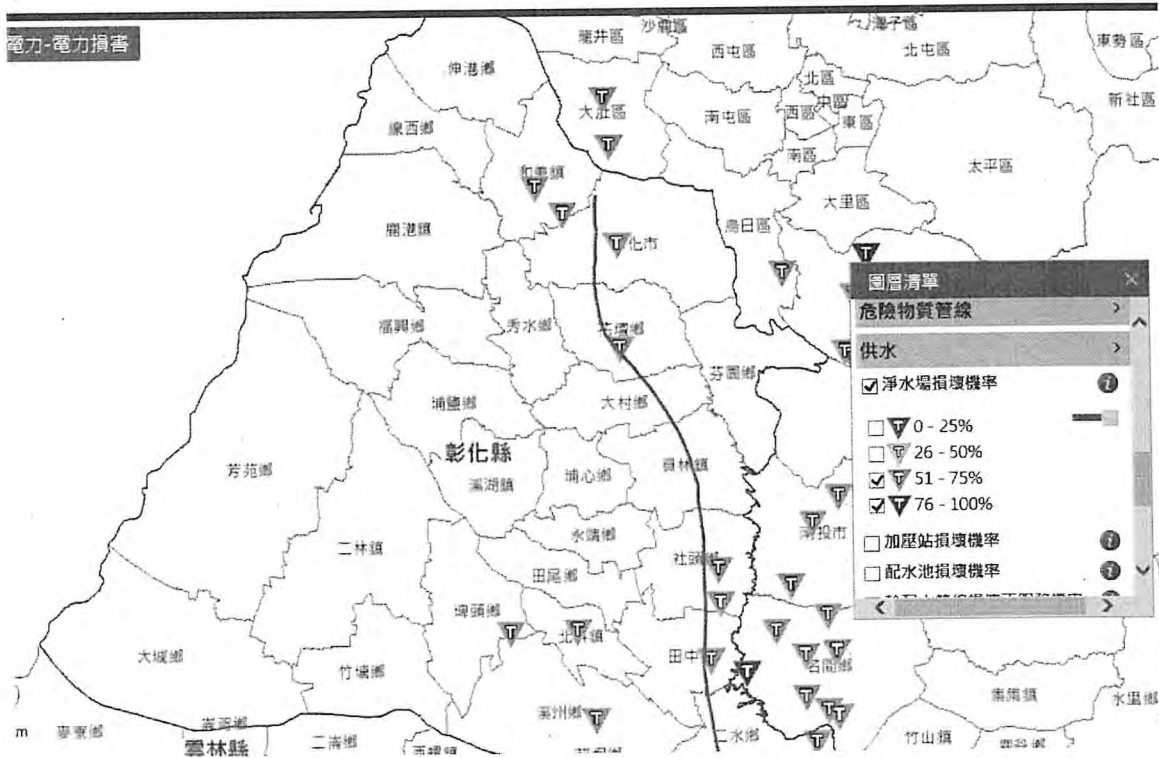 電力-電力損害
龍井區
沙鹿區
西屯區
北屯區
東勢區
新社區
伸港鄉
大肚區
南屯區
北區
西區
中區
東區
南區
太平區
線西鄉
和美鎮
烏日區
大里區
鹿港鎮
化市
福興鄉
秀水鄉
花壇鄉
芬園鄉
埔鹽鄉
大村鄉
彰化縣
芳苑鄉
溪湖鎮
埔心鄉
員林鎮
二林鎮
永靖鄉
社頭鄉
南投市
田尾鄉
埤頭鄉
北斗鎮
田中
名間鄉
大城鄉
竹塘鄉
溪州鄉
二水鄉
集集鎮
水里鄉
竹山鎮
m
麥寮鄉
崙背鄉
雲林縣
二崙鄉
西螺鎮
圖層清單
危險物質管線
供水
淨水場損壞機率
T 0 - 25%
T 26 - 50%
T 51 - 75%
T 76 - 100%
加壓站損壞機率
配水池損壞機率